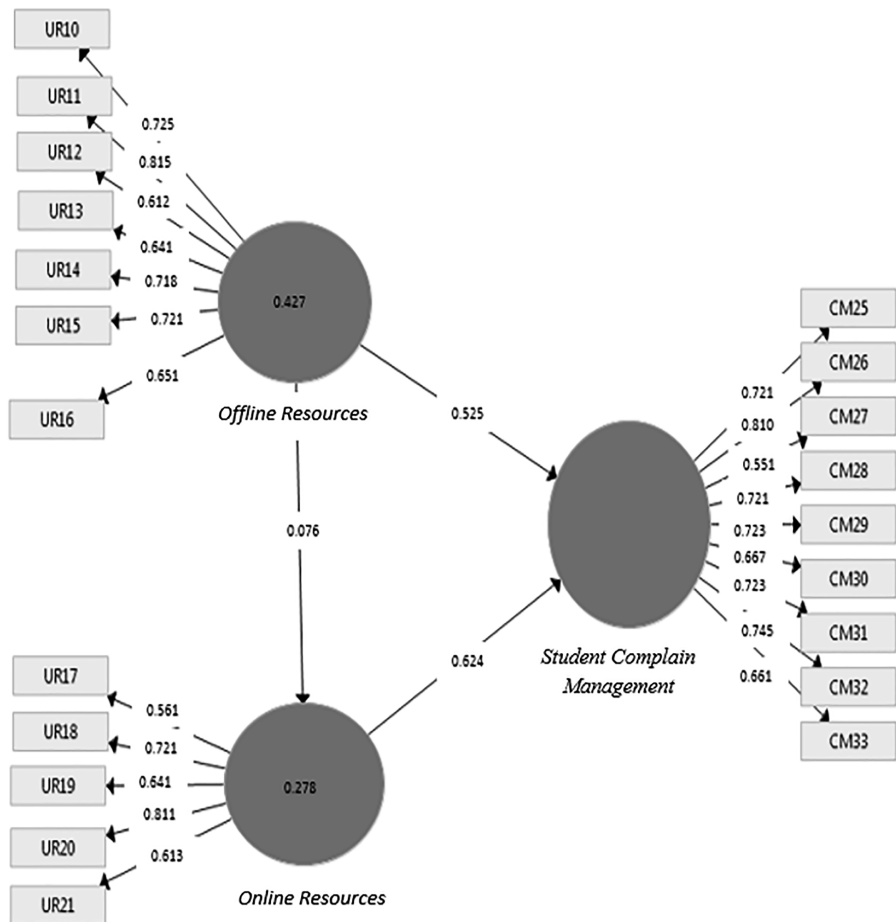 UR10
UR11
UR12
UR13
UR14
UR15
UR16
0.725
0.815
0.612
0.641
0.718
0.721
0.651
0.427
Offline Resources
0.525
0.076
0.624
UR17
UR18
UR19
UR20
UR21
0.561
0.721
0.641
0.811
0.613
0.278
Online Resources
Student Complain
Management
0.721
0.810
0.551
0.721
0.723
0.667
0.723
0.745
0.661
CM25
CM26
CM27
CM28
CM29
CM30
CM31
CM32
CM33